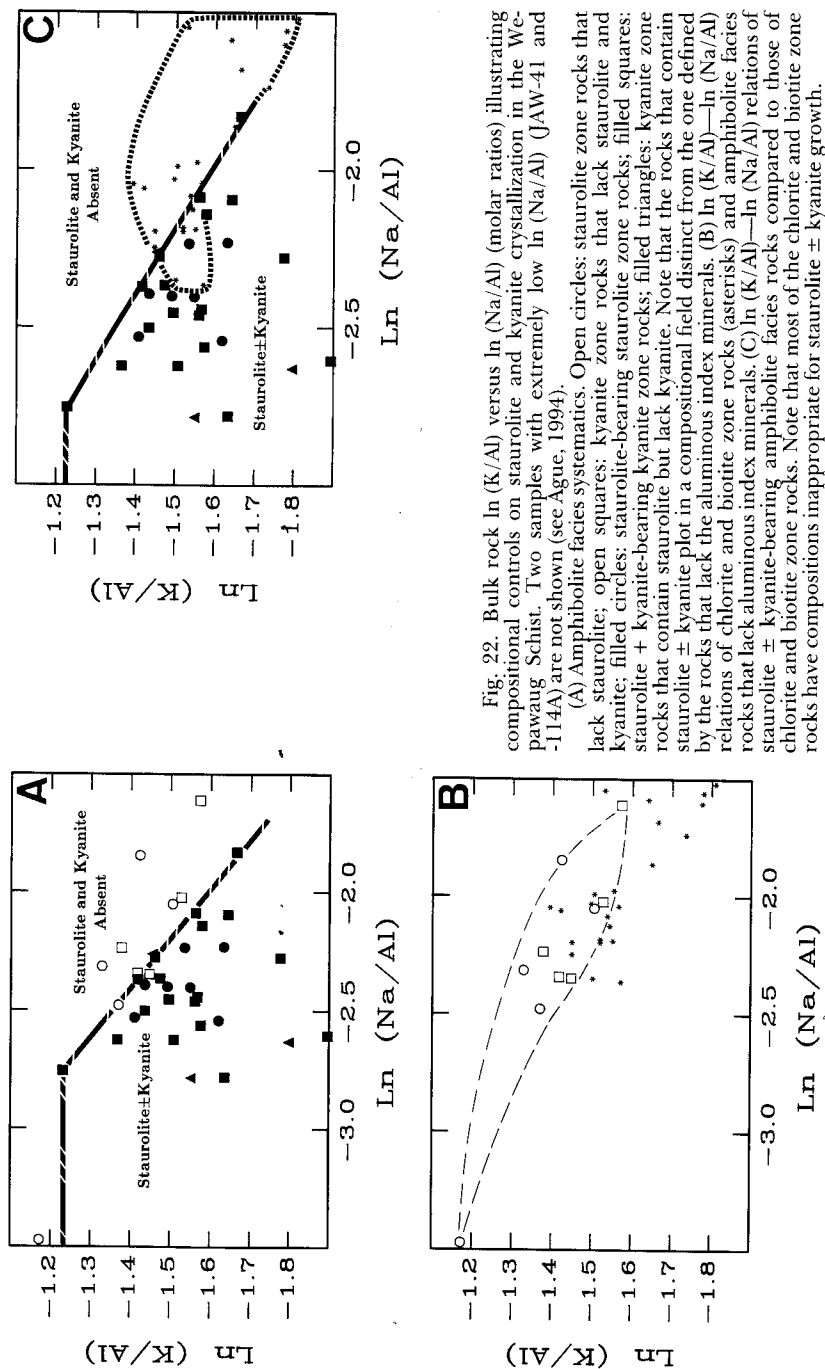 A
Staurolite and Kyanite
Absent
Staurolite±Kyanite
−1.2
−1.3
−1.4
−1.5
−1.6
−1.7
−1.8
Ln (K/Al)
−3.0
−2.5
−2.0
Ln (Na/Al)
B
−1.2
−1.3
−1.4
−1.5
−1.6
−1.7
−1.8
Ln (K/Al)
−3.0
−2.5
−2.0
Ln (Na/Al)
C
Staurolite and Kyanite
Absent
Staurolite±Kyanite
−1.2
−1.3
−1.4
−1.5
−1.6
−1.7
−1.8
Ln (K/Al)
−2.5
−2.0
Ln (Na/Al)
Fig. 22. Bulk rock ln (K/Al) versus ln (Na/Al) (molar ratios) illustrating
compositional controls on staurolite and kyanite crystallization in the We-
pawaug Schist. Two samples with extremely low ln (Na/Al) (JAW-41 and
-114A) are not shown (see Ague, 1994).
(A) Amphibolite facies systematics. Open circles: staurolite zone rocks that
lack staurolite; open squares: kyanite zone rocks that lack staurolite and
kyanite; filled circles: staurolite-bearing staurolite zone rocks; filled squares:
staurolite + kyanite-bearing kyanite zone rocks; filled triangles: kyanite zone
rocks that contain staurolite but lack kyanite. Note that the rocks that contain
staurolite ± kyanite plot in a compositional field distinct from the one defined
by the rocks that lack the aluminous index minerals. (B) ln (K/Al)—ln (Na/Al)
relations of chlorite and biotite zone rocks (asterisks) and amphibolite facies
rocks that lack aluminous index minerals. (C) ln (K/Al)—ln (Na/Al) relations of
staurolite ± kyanite-bearing amphibolite facies rocks compared to those of
chlorite and biotite zone rocks. Note that most of the chlorite and biotite zone
rocks have compositions inappropriate for staurolite ± kyanite growth.